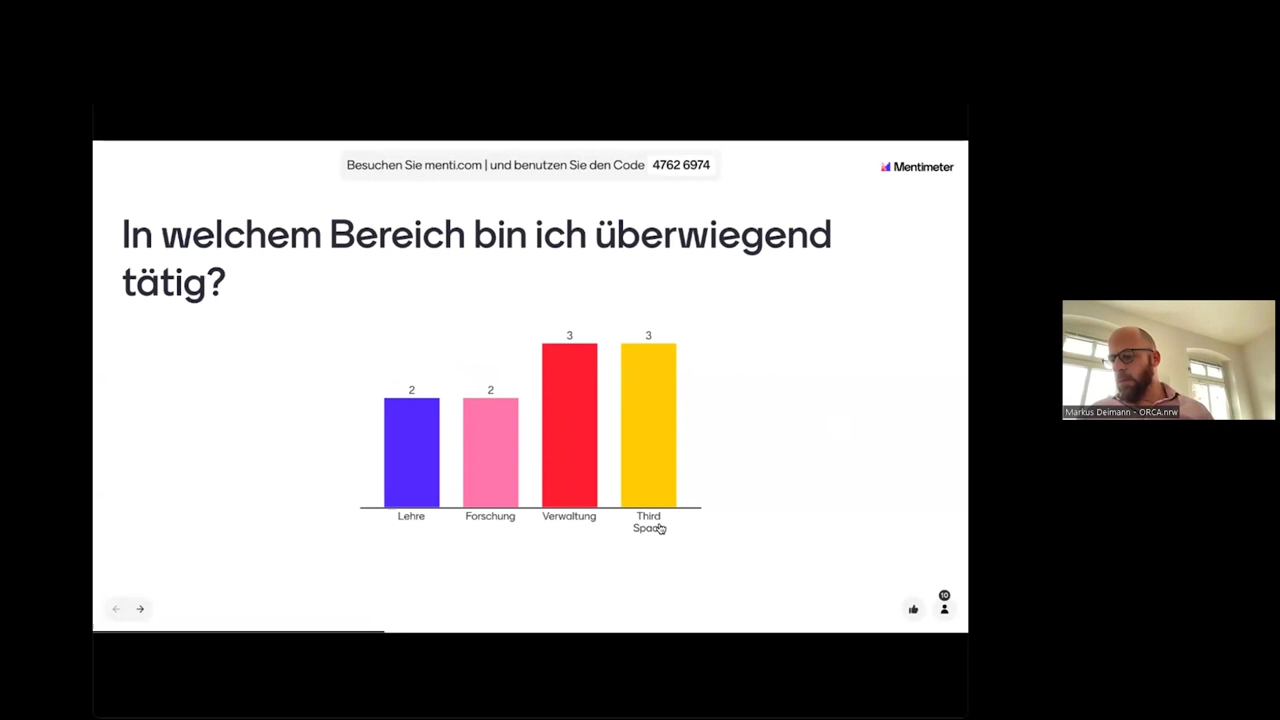 Besuchen Sie menti.com | und benutzen Sie den Code 4762 6974
Mentimeter
In welchem Bereich bin ich überwiegend
tätig?
3
3
2
2
Lehre
Forschung
Verwaltung
Third
Space
10
Markus Deimann - ORCA.nrw